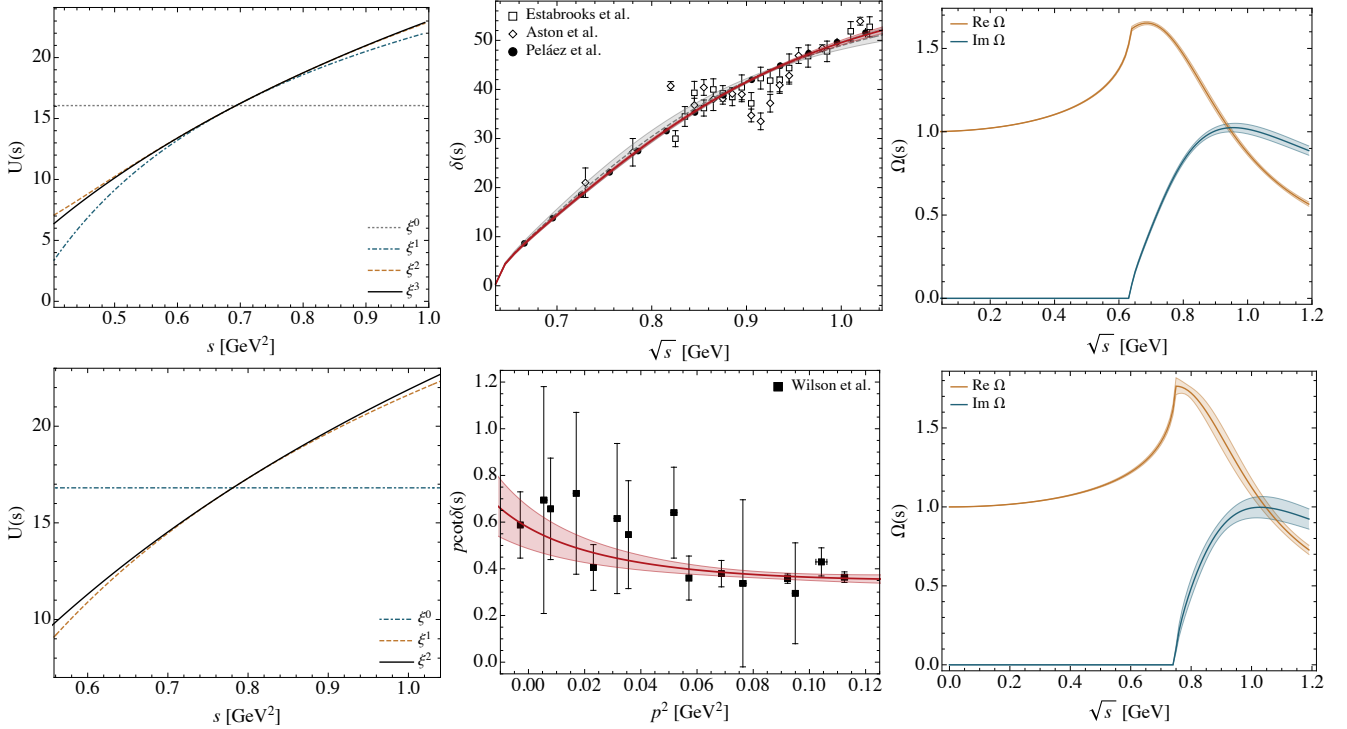 U(s)
20
15
10
5
0
0.5
0.6
0.7
0.8
0.9
1.0
s [GeV²]
ξ⁰
ξ¹
ξ²
ξ³
δ(s)
50
40
30
20
10
0
0.7
0.8
0.9
1.0
√s [GeV]
Estabrooks et al.
Aston et al.
Peláez et al.
Ω(s)
1.5
1.0
0.5
0.0
0.2
0.4
0.6
0.8
1.0
1.2
√s [GeV]
Re Ω
Im Ω
U(s)
20
15
10
0.6
0.7
0.8
0.9
1.0
s [GeV²]
ξ⁰
ξ¹
ξ²
pcotδ(s)
1.2
1.0
0.8
0.6
0.4
0.2
0.0
0.00
0.02
0.04
0.06
0.08
0.10
0.12
p² [GeV²]
Wilson et al.
Ω(s)
1.5
1.0
0.5
0.0
0.0
0.2
0.4
0.6
0.8
1.0
1.2
√s [GeV]
Re Ω
Im Ω